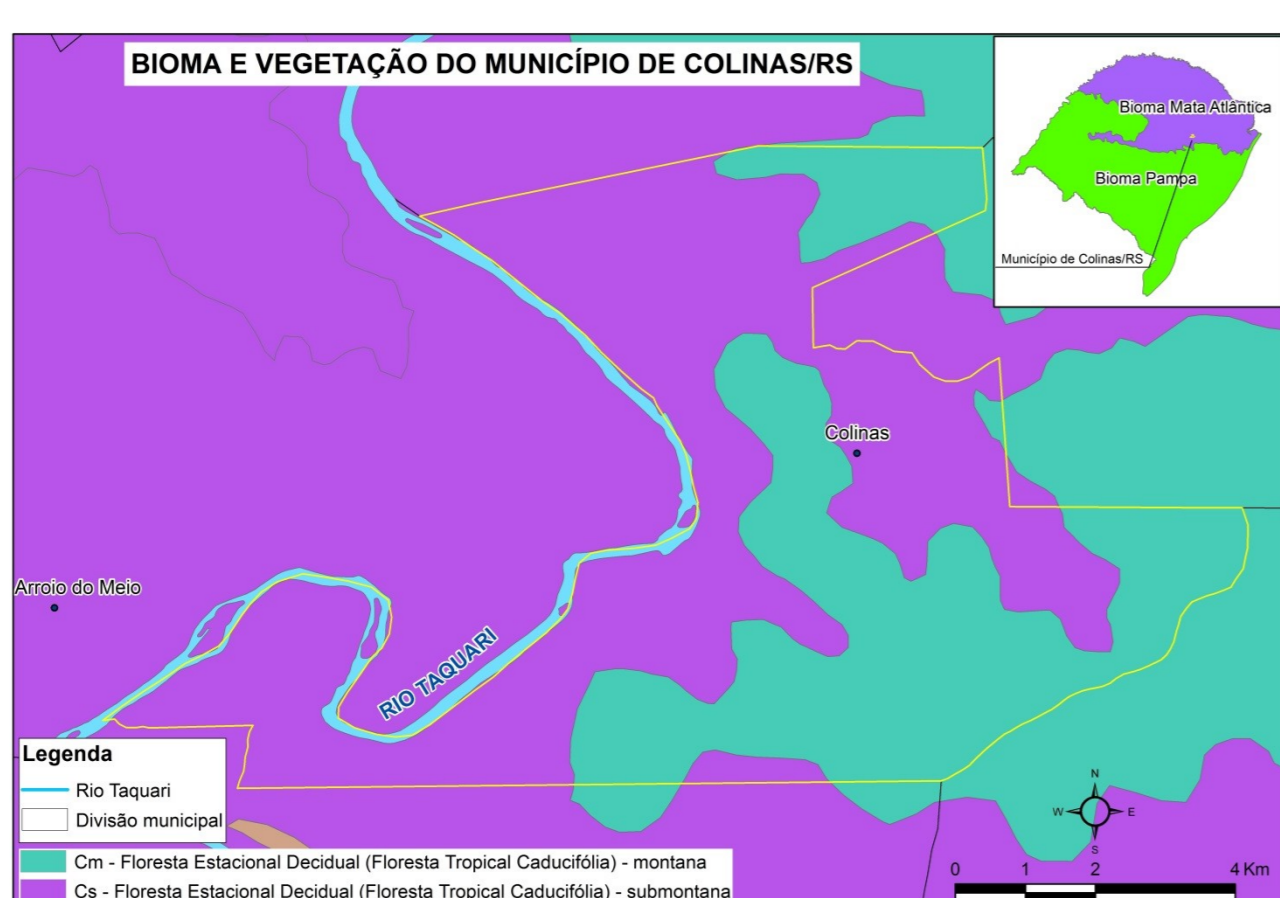 BIOMA E VEGETAÇÃO DO MUNICÍPIO DE COLINAS/RS
Bioma Mata Atlântica
Bioma Pampa
Município de Colinas/RS
Colinas
Arroio do Meio
RIO TAQUARI
Legenda
Rio Taquari
Divisão municipal
Cm - Floresta Estacional Decidual (Floresta Tropical Caducifólia) - montana
Cs - Floresta Estacional Decidual (Floresta Tropical Caducifólia) - submontana
N
W E
S
0 1 2 4 Km